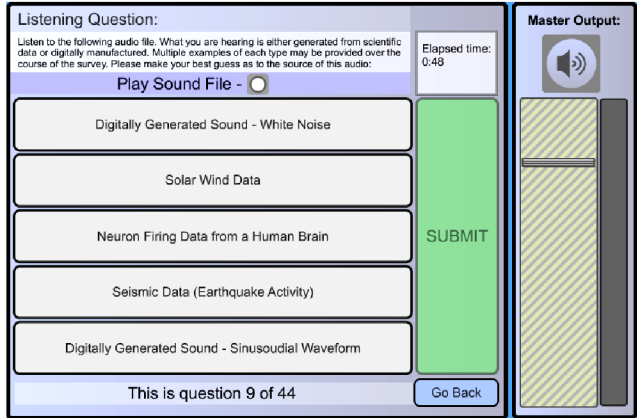 Listening Question:
Listen to the following audio file. What you are hearing is either generated from scientific
data or digitally manufactured. Multiple examples of each type may be provided over the
course of the survey. Please make your best guess as to the source of this audio:
Play Sound File -
Elapsed time:
0:48
Digitally Generated Sound - White Noise
Solar Wind Data
Neuron Firing Data from a Human Brain
Seismic Data (Earthquake Activity)
Digitally Generated Sound - Sinusoudial Waveform
SUBMIT
This is question 9 of 44
Go Back
Master Output: